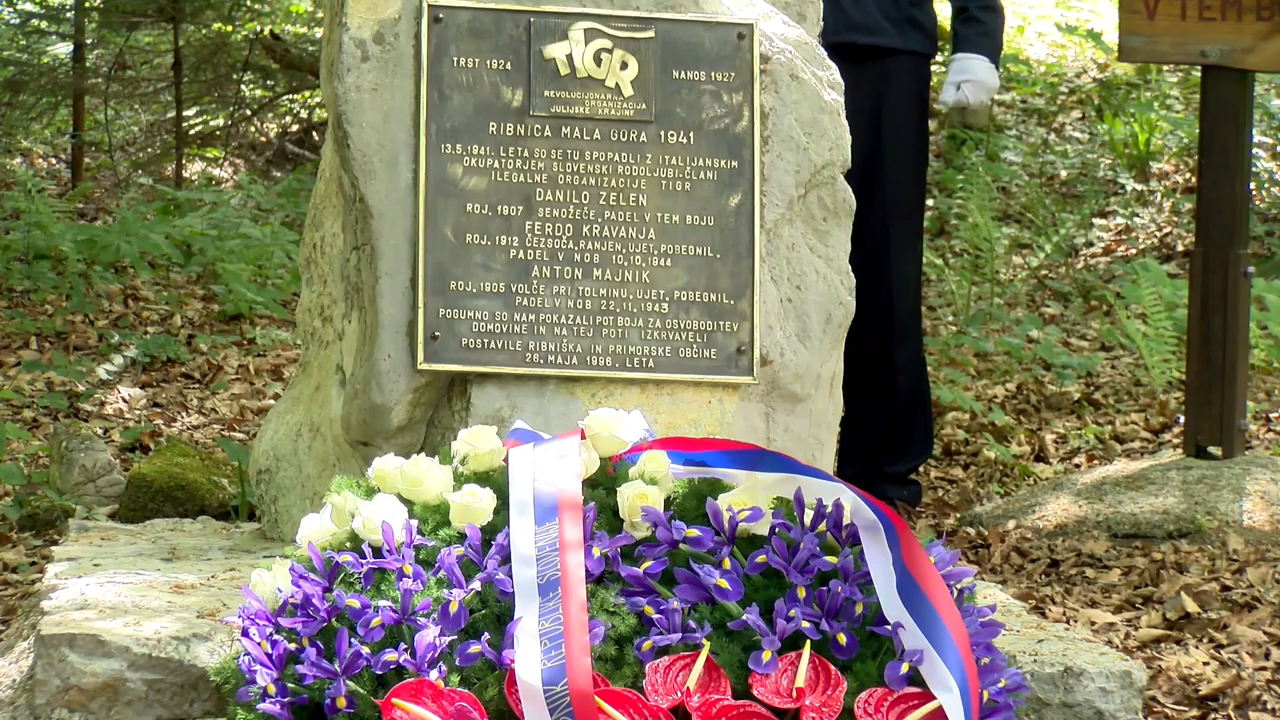 TRST 1924
TIGR
NANOS 1927
REVOLUCIONARNA
ORGANIZACIJA
JULIJSKE KRAJINE
RIBNICA MALA GORA 1941
13.5.1941. LETA SO SE TU SPOPADLI Z ITALIJANSKIM
OKUPATORJEM SLOVENSKI RODOLJUBI-ČLANI
ILEGALNE ORGANIZACIJE TIGR
DANILO ZELEN
ROJ. 1907 SENOŽEČE, PADEL V TEM BOJU
FERDO KRAVANJA
ROJ. 1912 ČEZSOČA, RANJEN, UJET, POBEGNIL.
PADEL V NOB 10.10.1944
ANTON MAJNIK
ROJ. 1905 VOLČE PRI TOLMINU, UJET, POBEGNIL.
PADEL V NOB 22.11.1943
POGUMNO SO NAM POKAZALI POT BOJA ZA OSVOBODITEV
DOMOVINE IN NA TEJ POTI IZKRVAVELI
POSTAVILE RIBNIŠKA IN PRIMORSKE OBČINE
26. MAJA 1996. LETA
V TEM
REPUBLIKE SLOVENIJE